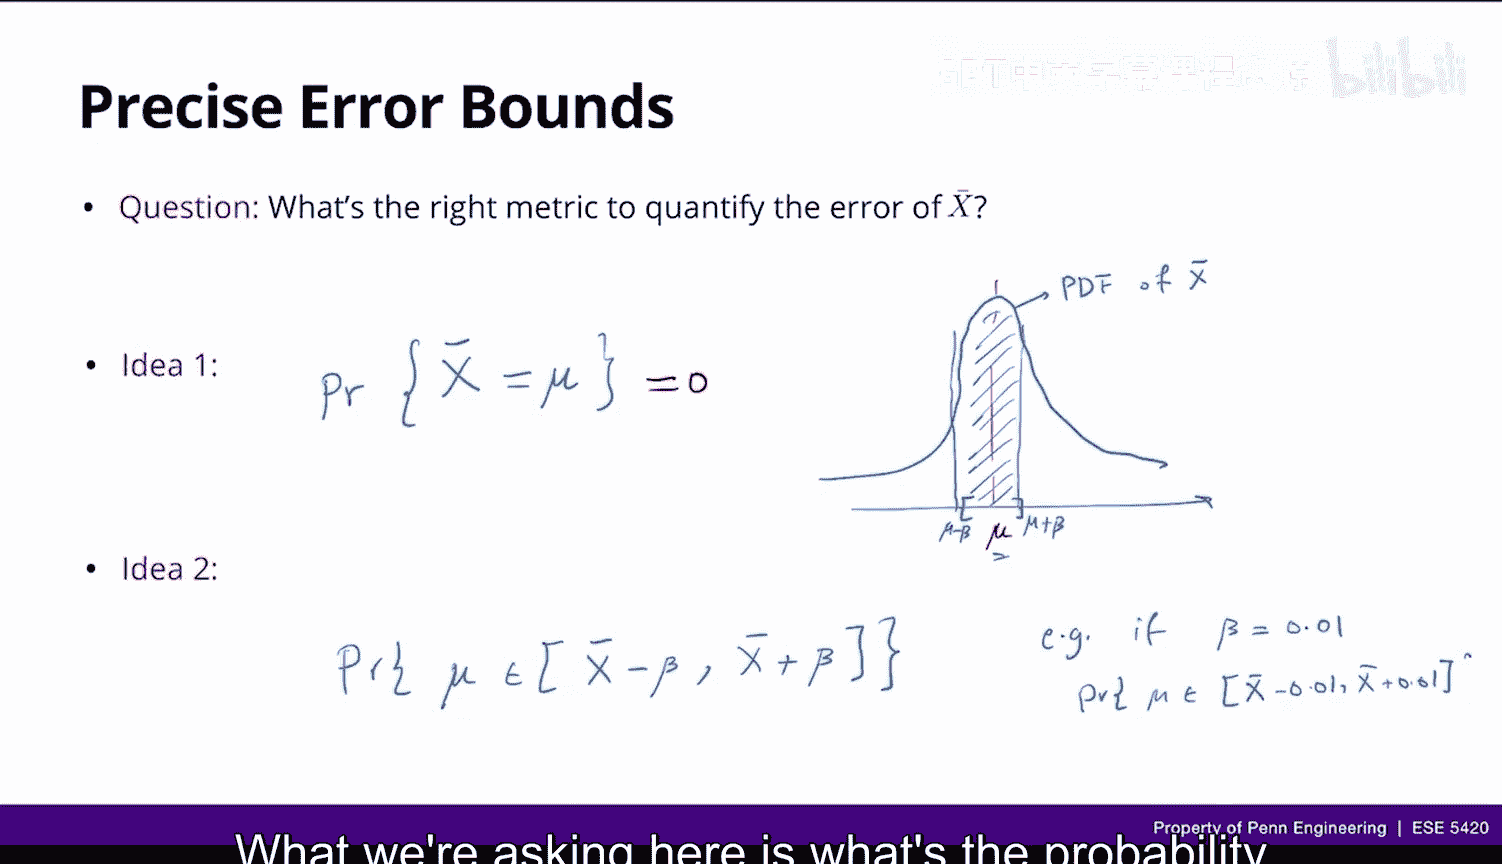 bilibili
Precise Error Bounds
• Question: What's the right metric to quantify the error of X̄?
PDF of X̄
• Idea 1:
Pr { X̄ = μ } = 0
μ-β μ μ+β
• Idea 2:
Pr{ μ ∈ [ X̄ - β , X̄ + β ] }
e.g. if β = 0.01
Pr{ μ ∈ [X̄ -0.01, X̄ +0.01]
Property of Penn Engineering | ESE 5420
What we're asking here is what's the probability